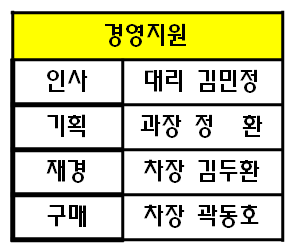 경영지원
인사 대리 김민정
기획 과장 정 환
재경 차장 김두환
구매 차장 곽동호